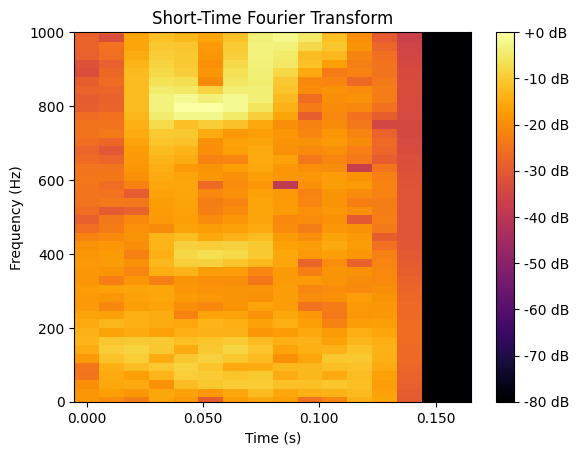 Short-Time Fourier Transform
Frequency (Hz)
1000
800
600
400
200
0
0.000
0.050
0.100
0.150
Time (s)
+0 dB
-10 dB
-20 dB
-30 dB
-40 dB
-50 dB
-60 dB
-70 dB
-80 dB